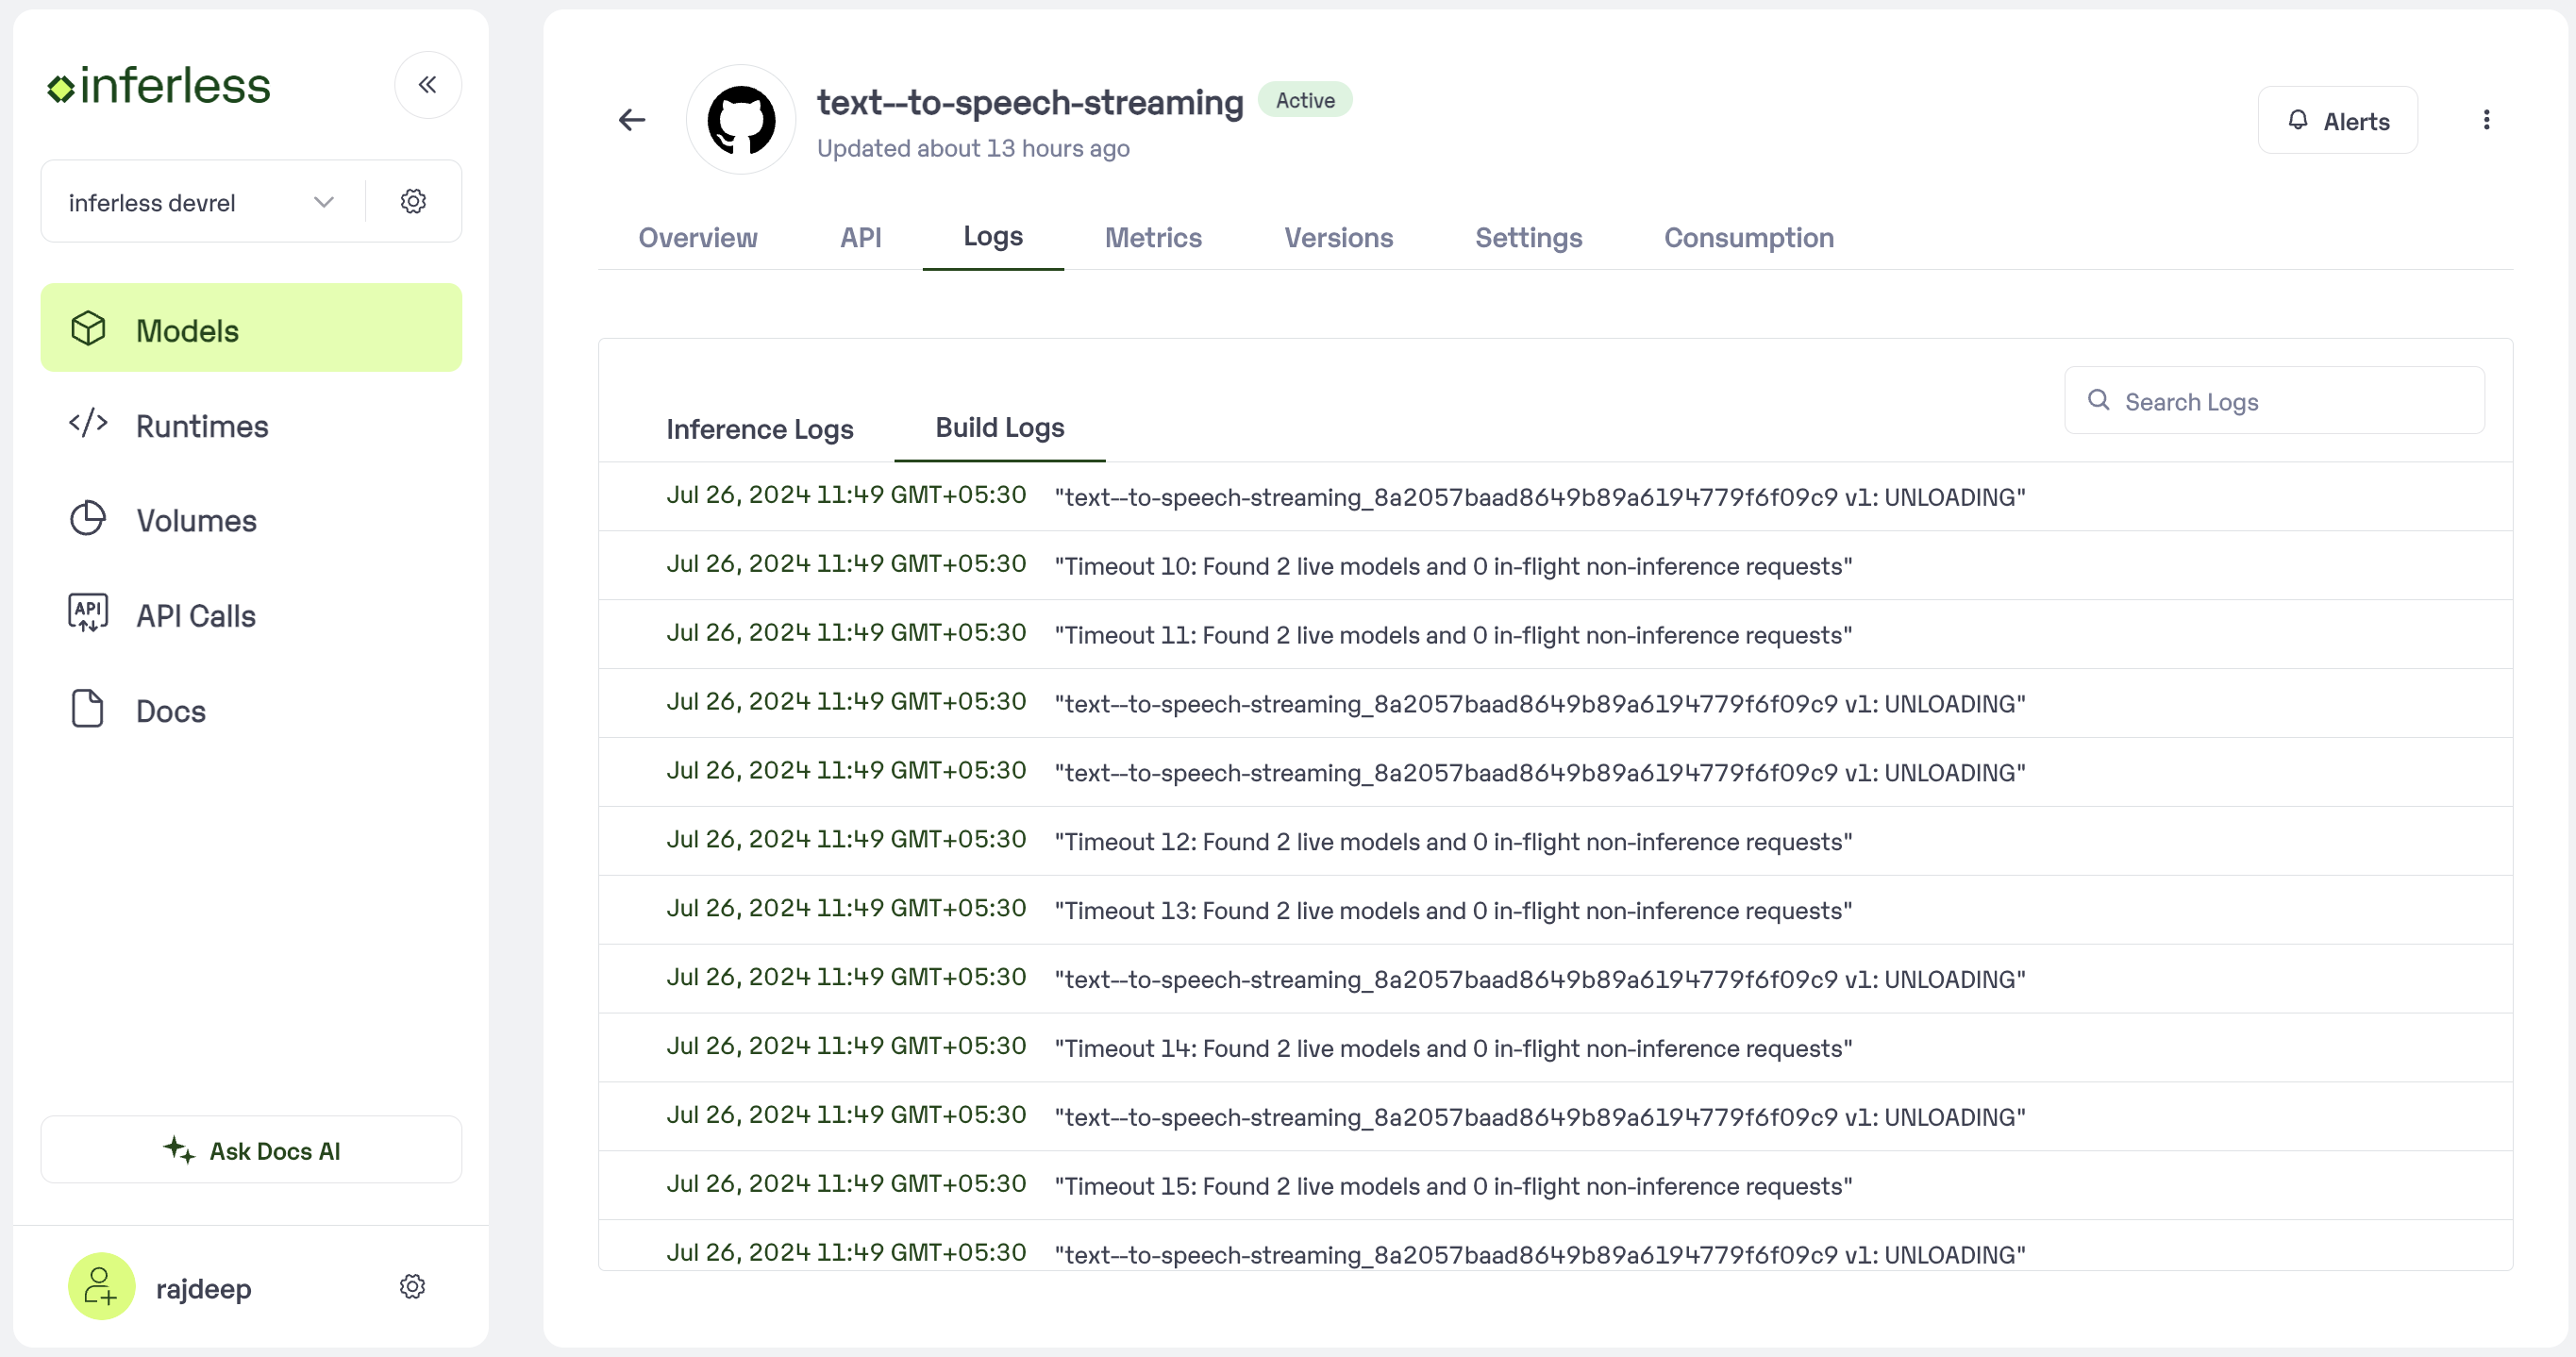 inferless
inferless devrel
Models
Runtimes
Volumes
API
API Calls
Docs
Ask Docs AI
rajdeep
text--to-speech-streaming
Active
Updated about 13 hours ago
Alerts
Overview API Logs Metrics Versions Settings Consumption
Inference Logs Build Logs
Search Logs
Jul 26, 2024 11:49 GMT+05:30 "text--to-speech-streaming_8a2057baad8649b89a6194779f6f09c9 v1: UNLOADING"
Jul 26, 2024 11:49 GMT+05:30 "Timeout 10: Found 2 live models and 0 in-flight non-inference requests"
Jul 26, 2024 11:49 GMT+05:30 "Timeout 11: Found 2 live models and 0 in-flight non-inference requests"
Jul 26, 2024 11:49 GMT+05:30 "text--to-speech-streaming_8a2057baad8649b89a6194779f6f09c9 v1: UNLOADING"
Jul 26, 2024 11:49 GMT+05:30 "text--to-speech-streaming_8a2057baad8649b89a6194779f6f09c9 v1: UNLOADING"
Jul 26, 2024 11:49 GMT+05:30 "Timeout 12: Found 2 live models and 0 in-flight non-inference requests"
Jul 26, 2024 11:49 GMT+05:30 "Timeout 13: Found 2 live models and 0 in-flight non-inference requests"
Jul 26, 2024 11:49 GMT+05:30 "text--to-speech-streaming_8a2057baad8649b89a6194779f6f09c9 v1: UNLOADING"
Jul 26, 2024 11:49 GMT+05:30 "Timeout 14: Found 2 live models and 0 in-flight non-inference requests"
Jul 26, 2024 11:49 GMT+05:30 "text--to-speech-streaming_8a2057baad8649b89a6194779f6f09c9 v1: UNLOADING"
Jul 26, 2024 11:49 GMT+05:30 "Timeout 15: Found 2 live models and 0 in-flight non-inference requests"
Jul 26, 2024 11:49 GMT+05:30 "text--to-speech-streaming_8a2057baad8649b89a6194779f6f09c9 v1: UNLOADING"